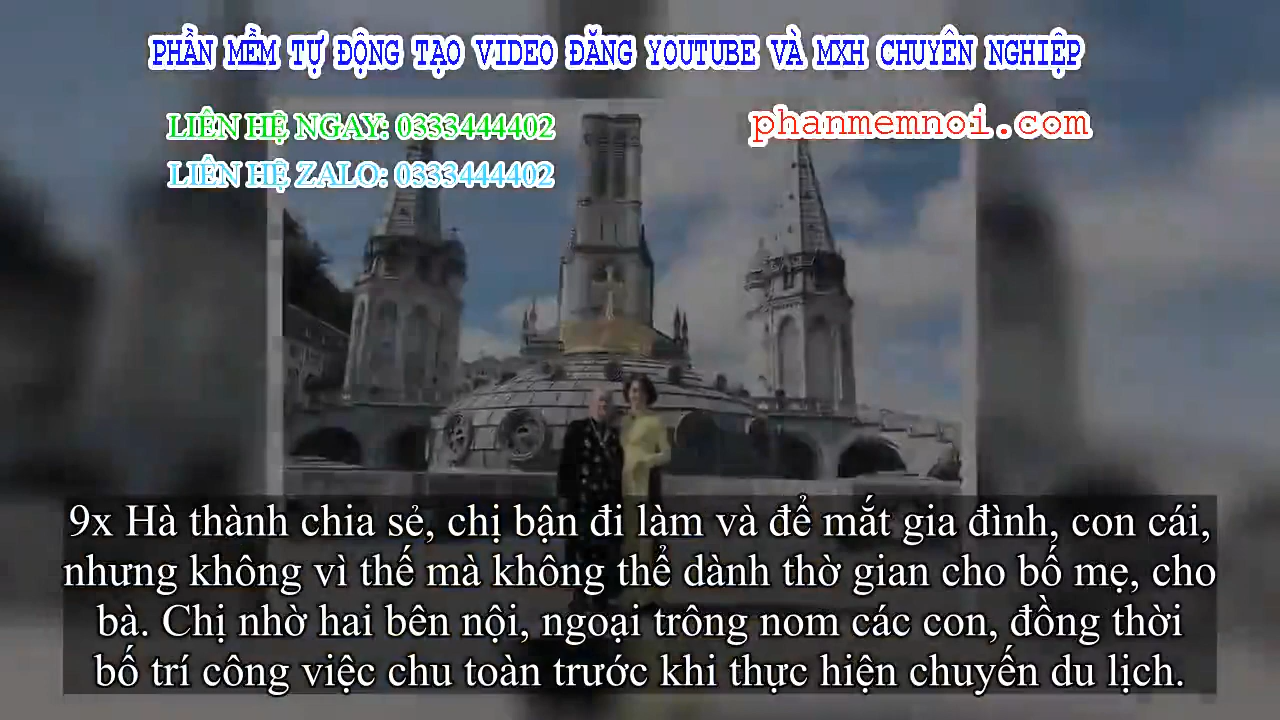 PHẦN MỀM TỰ ĐỘNG TẠO VIDEO ĐĂNG YOUTUBE VÀ MXH CHUYÊN NGHIỆP
LIÊN HỆ NGAY: 0333444402
phanmemnoi.com
LIÊN HỆ ZALO: 0333444402
9x Hà thành chia sẻ, chị bận đi làm và để mắt gia đình, con cái,
nhưng không vì thế mà không thể dành thờ gian cho bố mẹ, cho
bà. Chị nhờ hai bên nội, ngoại trông nom các con, đồng thời
bố trí công việc chu toàn trước khi thực hiện chuyến du lịch.